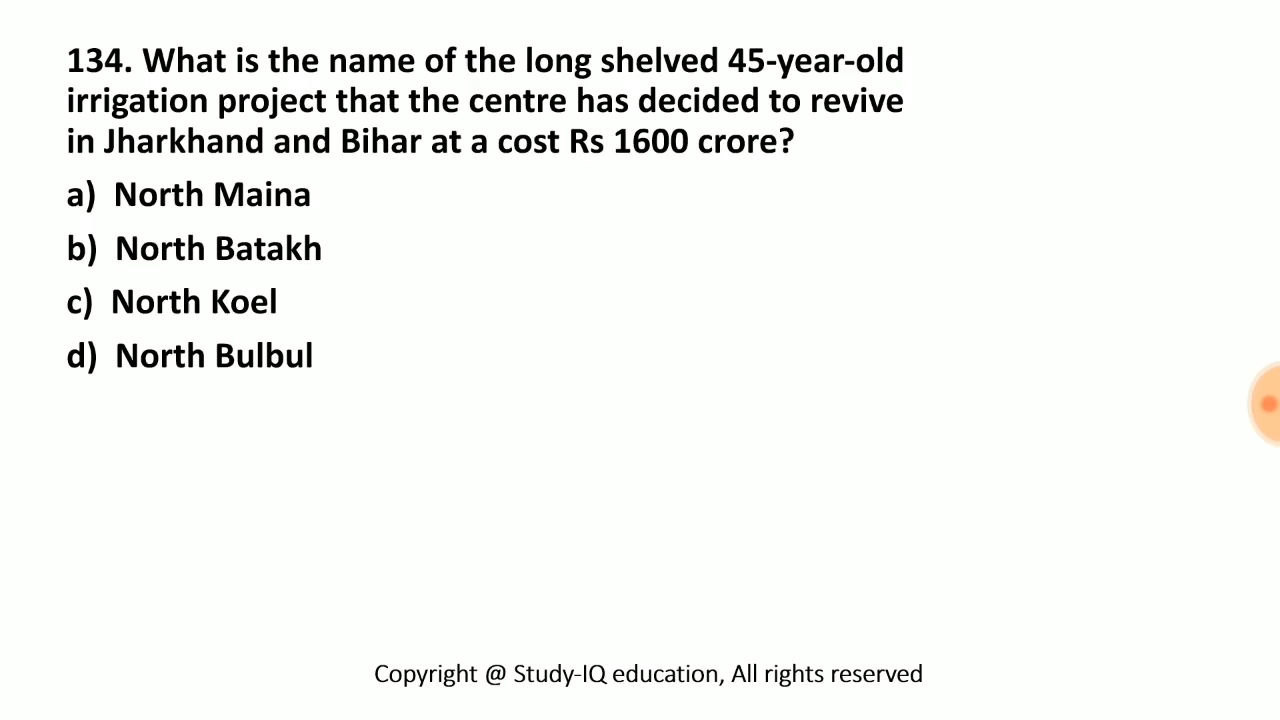 134. What is the name of the long shelved 45-year-old
irrigation project that the centre has decided to revive
in Jharkhand and Bihar at a cost Rs 1600 crore?
a) North Maina
b) North Batakh
c) North Koel
d) North Bulbul
Copyright @ Study-IQ education, All rights reserved